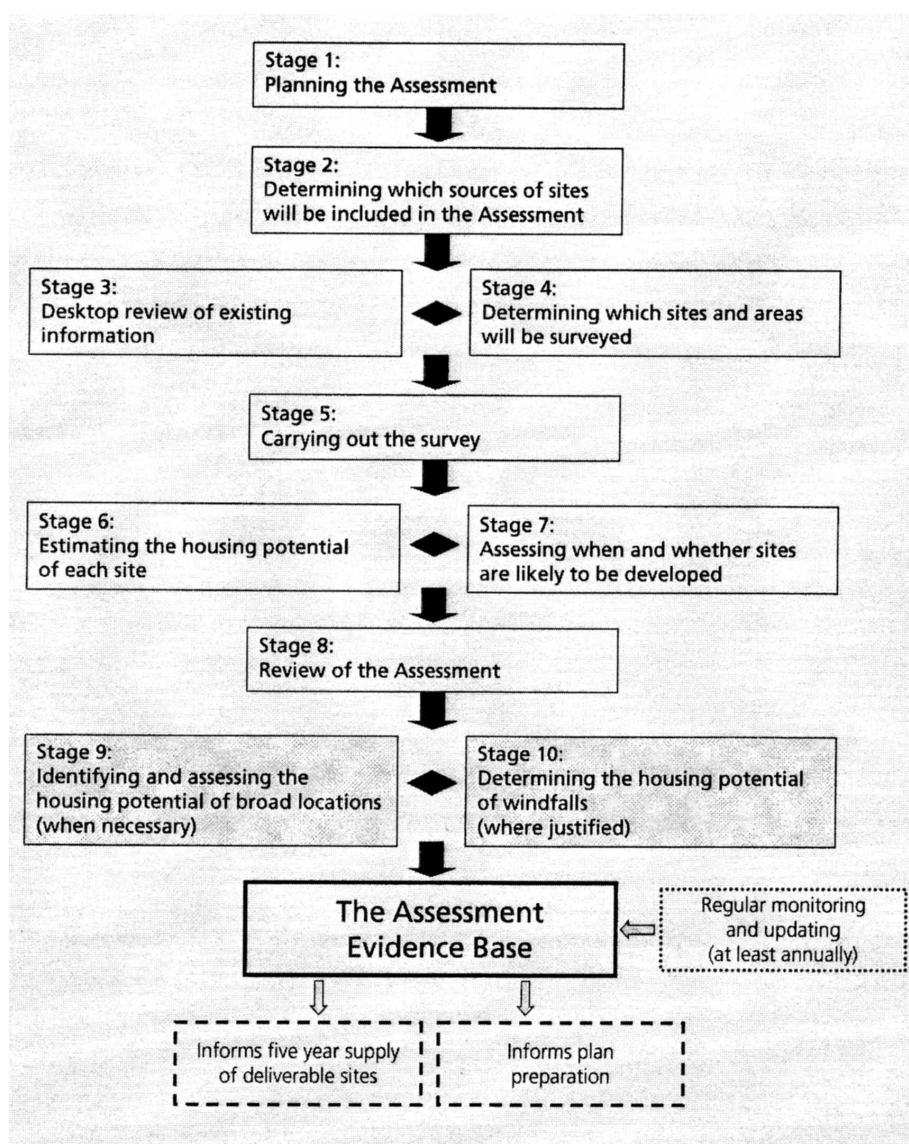 Stage 1:
Planning the Assessment
Stage 2:
Determining which sources of sites
will be included in the Assessment
Stage 3:
Desktop review of existing
information
Stage 4:
Determining which sites and areas
will be surveyed
Stage 5:
Carrying out the survey
Stage 6:
Estimating the housing potential
of each site
Stage 7:
Assessing when and whether sites
are likely to be developed
Stage 8:
Review of the Assessment
Stage 9:
Identifying and assessing the
housing potential of broad locations
(when necessary)
Stage 10:
Determining the housing potential
of windfalls
(where justified)
The Assessment
Evidence Base
Regular monitoring
and updating
(at least annually)
Informs five year supply
of deliverable sites
Informs plan
preparation